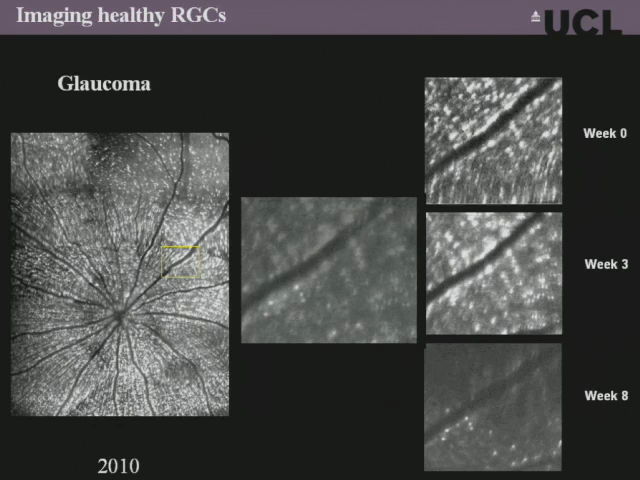 Imaging healthy RGCs
UCL
Glaucoma
Week 0
Week 3
Week 8
2010